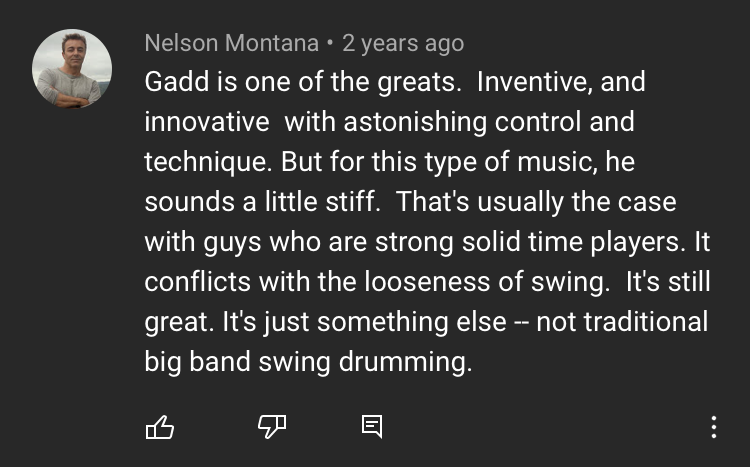 Nelson Montana • 2 years ago
Gadd is one of the greats.  Inventive, and
innovative  with astonishing control and
technique. But for this type of music, he
sounds a little stiff.  That's usually the case
with guys who are strong solid time players. It
conflicts with the looseness of swing.  It's still
great. It's just something else -- not traditional
big band swing drumming.